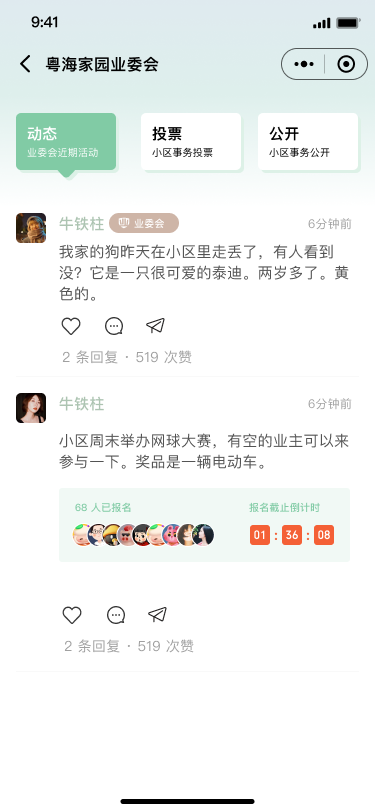 9:41
粤海家园业委会
动态
业委会近期活动
投票
小区事务投票
公开
小区事务公开
牛铁柱
业委会
6分钟前
我家的狗昨天在小区里走丢了，有人看到
没？它是一只很可爱的泰迪。两岁多了。黄
色的。
2 条回复 · 519 次赞
牛铁柱
6分钟前
小区周末举办网球大赛，有空的业主可以来
参与一下。奖品是一辆电动车。
68 人已报名
报名截止倒计时
01 : 36 : 08
2 条回复 · 519 次赞